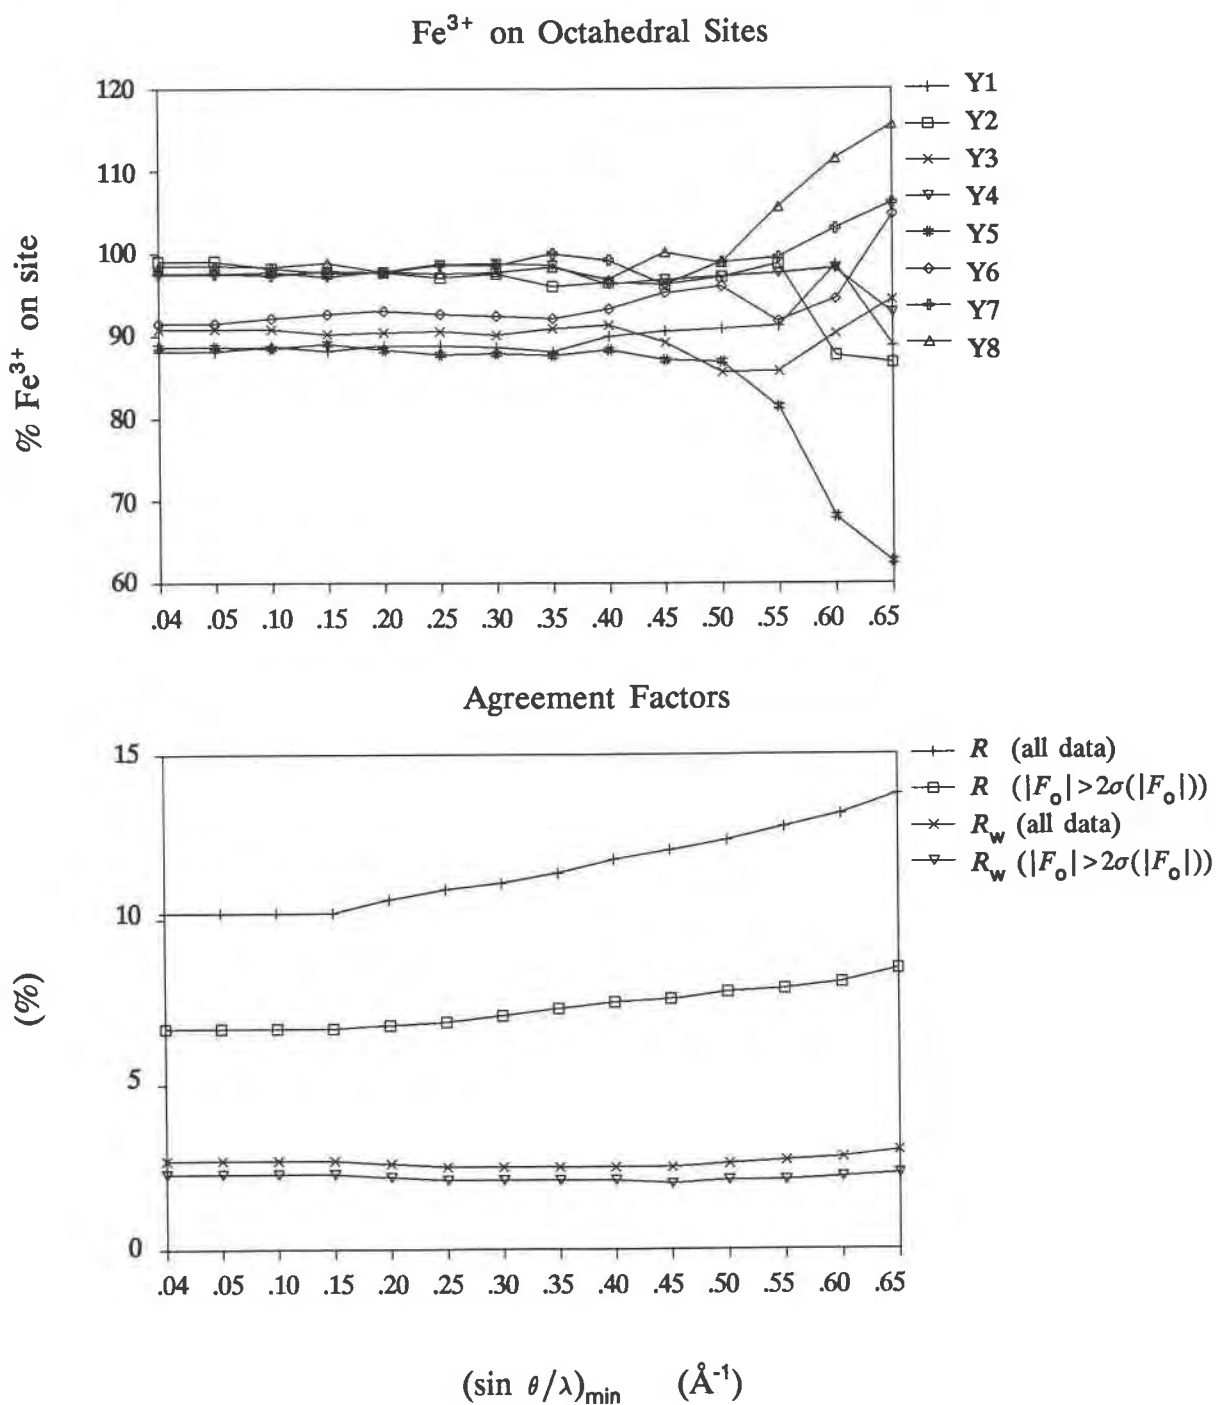 Fe³⁺ on Octahedral Sites
% Fe³⁺ on site
120
110
100
90
80
70
60
.04 .05 .10 .15 .20 .25 .30 .35 .40 .45 .50 .55 .60 .65
Y1
Y2
Y3
Y4
Y5
Y6
Y7
Y8
Agreement Factors
(%)
15
10
5
0
.04 .05 .10 .15 .20 .25 .30 .35 .40 .45 .50 .55 .60 .65
R (all data)
R (|Fₒ|>2σ(|Fₒ|))
R_w (all data)
R_w (|Fₒ|>2σ(|Fₒ|))
(sin θ/λ)min (Å⁻¹)